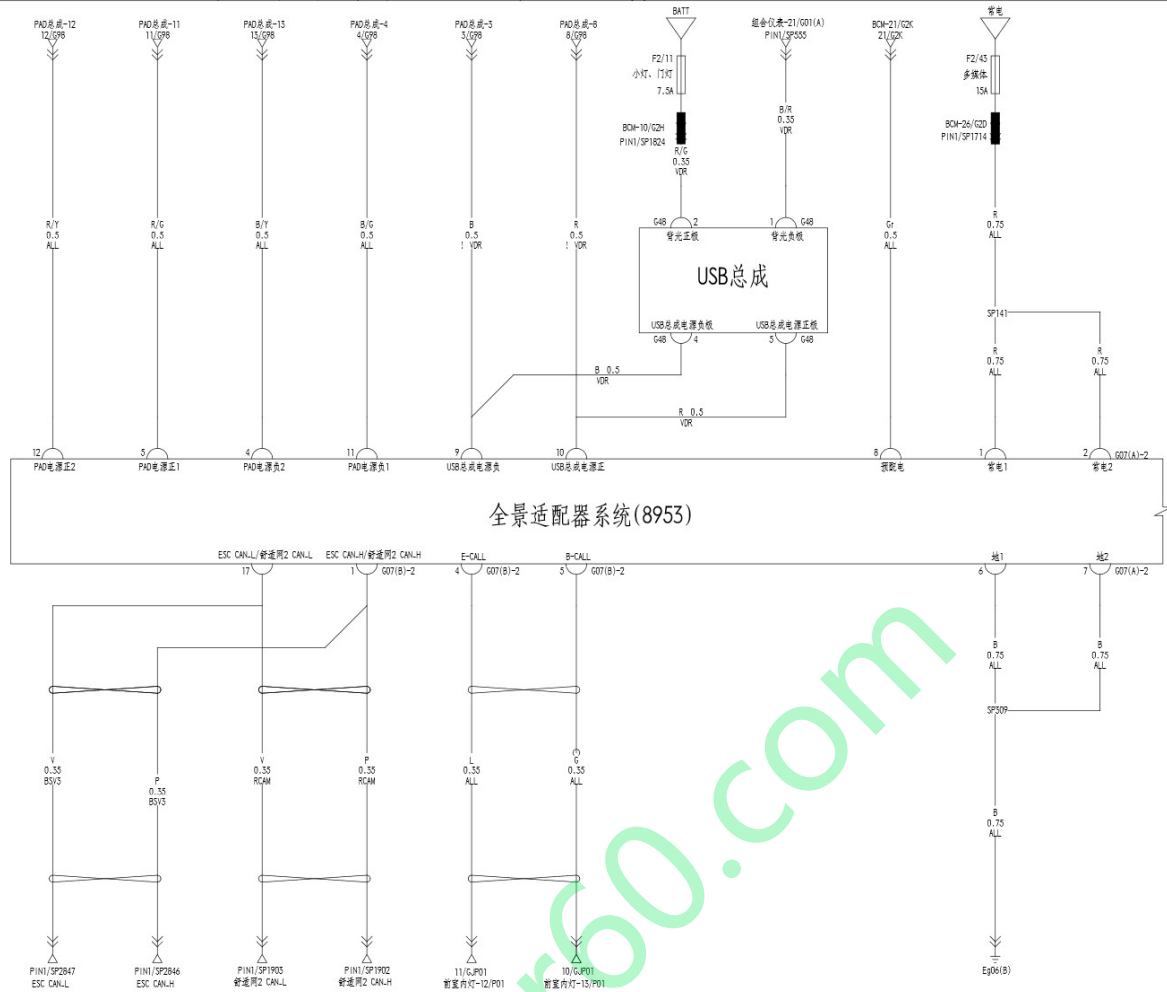 PAD总成-12
12/G98
PAD总成-11
11/G98
PAD总成-13
13/G98
PAD总成-4
4/G98
PAD总成-3
3/G98
PAD总成-8
8/G98
BATT
组合仪表-21/G01(A)
PIN1/SP555
BCM-21/G2K
21/G2K
常电
F2/11
小灯、门灯
7.5A
F2/43
多媒体
15A
BCM-10/G2H
PIN1/SP1824
R/G
0.35
VDR
B/R
0.35
VDR
BCM-26/G2D
PIN1/SP1714
R/Y
0.5
ALL
R/G
0.5
ALL
B/Y
0.5
ALL
B/G
0.5
ALL
B
0.5
! VDR
R
0.5
! VDR
G48 2
1 G48
背光正极
背光负极
USB总成
USB总成电源负极
USB总成电源正极
G48 4
5 G48
Gr
0.5
ALL
R
0.75
ALL
SP141
R
0.75
ALL
R
0.75
ALL
B 0.5
VDR
R 0.5
VDR
12
5
4
11
9
10
8
1
2 G07(A)-2
PAD电源正2
PAD电源正1
PAD电源负2
PAD电源负1
USB总成电源负
USB总成电源正
预配电
常电1
常电2
全景适配器系统(8953)
ESC CAN_L/舒适网2 CAN_L
ESC CAN_H/舒适网2 CAN_H
E-CALL
B-CALL
地1
地2
17
1 G07(B)-2
4 G07(B)-2
5 G07(B)-2
6
7 G07(A)-2
B
0.75
ALL
B
0.75
ALL
SP309
V
0.35
BSV3
P
0.35
BSV3
V
0.35
RCAM
P
0.35
RCAM
L
0.35
ALL
G
0.35
ALL
B
0.75
ALL
PIN1/SP2847
ESC CAN_L
PIN1/SP2846
ESC CAN_H
PIN1/SP1903
舒适网2 CAN_L
PIN1/SP1902
舒适网2 CAN_H
11/GJP01
前室内灯-12/P01
10/GJP01
前室内灯-13/P01
Eg06(B)
r60.com